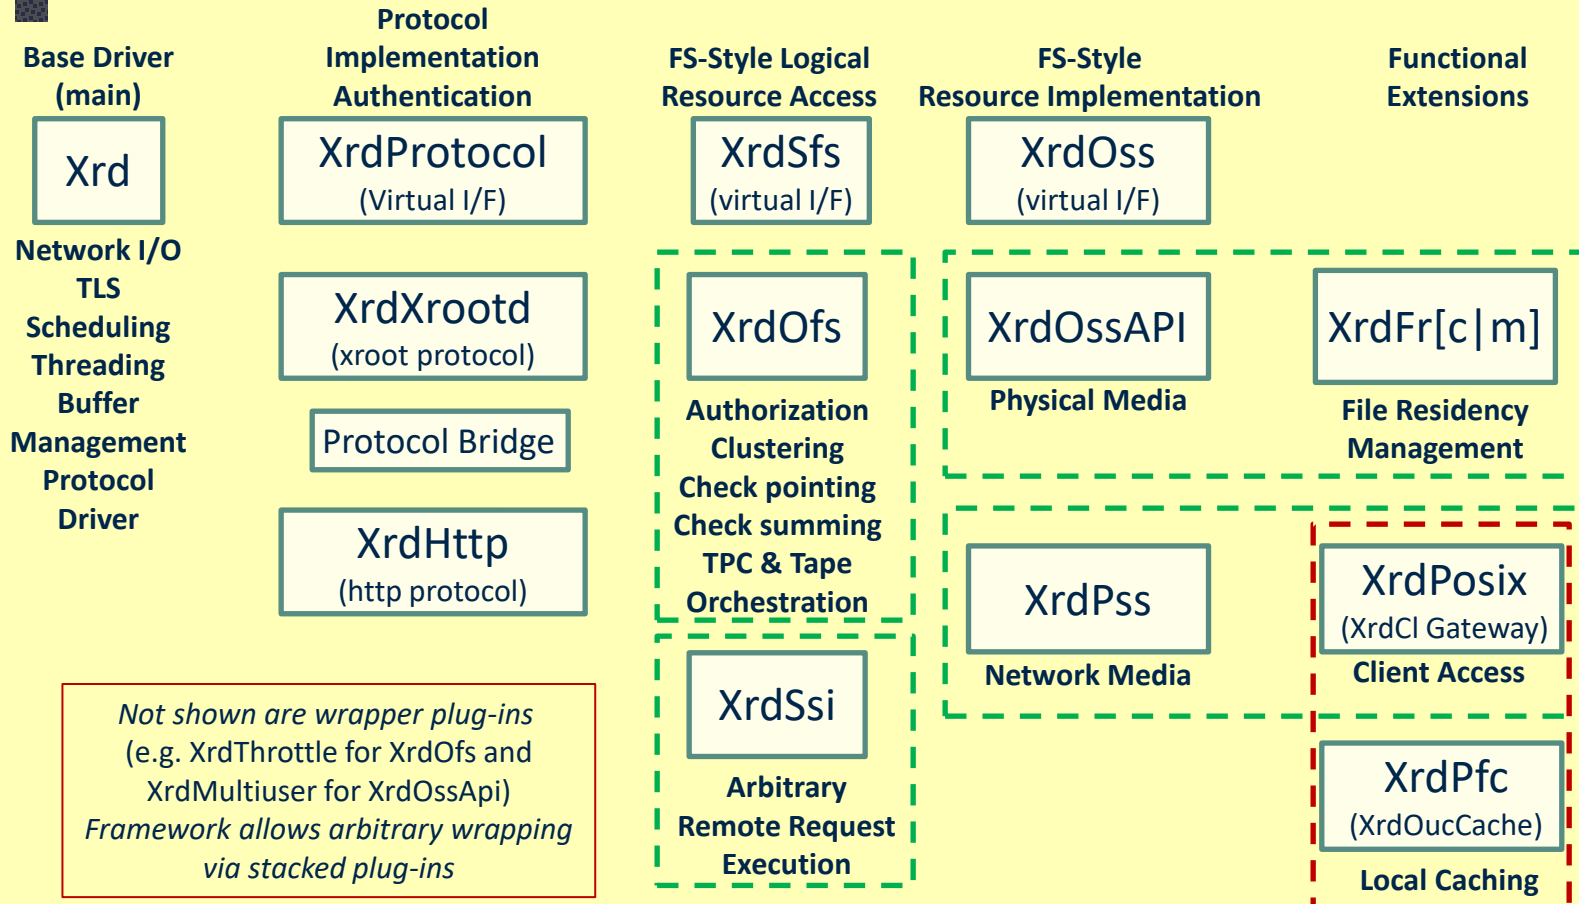 Base Driver
(main)
Xrd
Network I/O
TLS
Scheduling
Threading
Buffer
Management
Protocol
Driver
Protocol
Implementation
Authentication
XrdProtocol
(Virtual I/F)
XrdXrootd
(xroot protocol)
Protocol Bridge
XrdHttp
(http protocol)
Not shown are wrapper plug-ins
(e.g. XrdThrottle for XrdOfs and
XrdMultiuser for XrdOssApi)
Framework allows arbitrary wrapping
via stacked plug-ins
FS-Style Logical
Resource Access
XrdSfs
(virtual I/F)
XrdOfs
Authorization
Clustering
Check pointing
Check summing
TPC & Tape
Orchestration
XrdSsi
Arbitrary
Remote Request
Execution
FS-Style
Resource Implementation
XrdOss
(virtual I/F)
XrdOssAPI
Physical Media
XrdPss
Network Media
Functional
Extensions
XrdFr[c|m]
File Residency
Management
XrdPosix
(XrdCl Gateway)
Client Access
XrdPfc
(XrdOucCache)
Local Caching